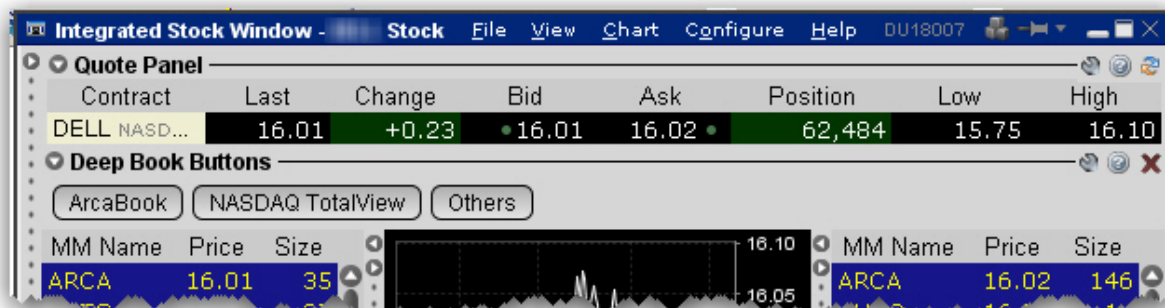 Integrated Stock Window - Stock File View Chart Configure Help DU18007
Quote Panel
Contract Last Change Bid Ask Position Low High
DELL NASD... 16.01 +0.23 16.01 16.02 62,484 15.75 16.10
Deep Book Buttons
ArcaBook NASDAQ TotalView Others
MM Name Price Size 16.10 MM Name Price Size
ARCA 16.01 35 16.05 ARCA 16.02 146